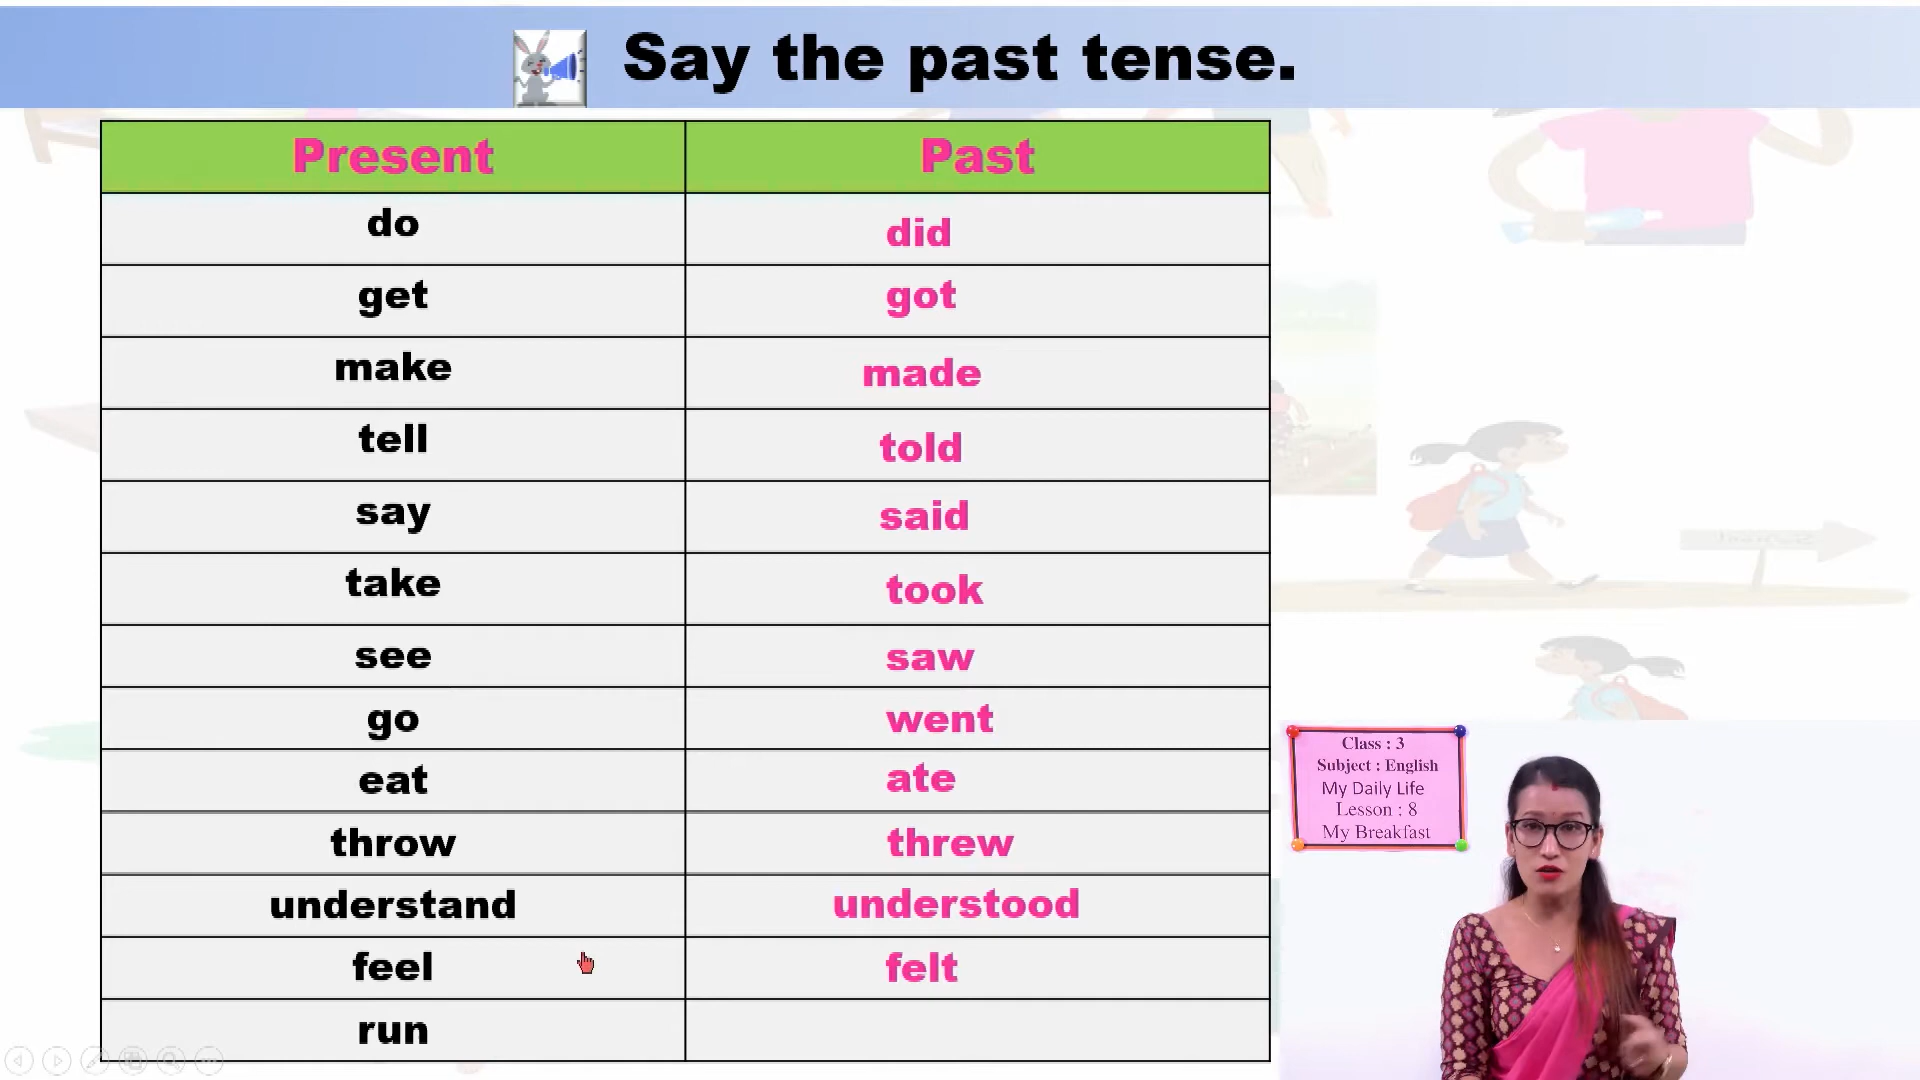 Say the past tense.
Present Past
do did
get got
make made
tell told
say said
take took
see saw
go went
eat ate
throw threw
understand understood
feel felt
run
Class : 3
Subject : English
My Daily Life
Lesson : 8
My Breakfast